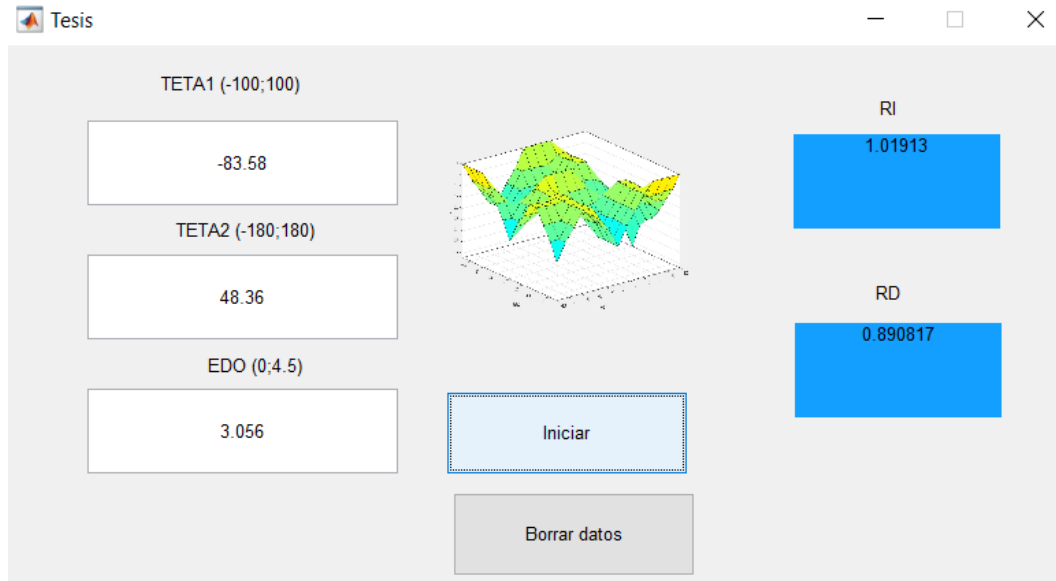 Tesis
TETA1 (-100;100)
-83.58
TETA2 (-180;180)
48.36
EDO (0;4.5)
3.056
Iniciar
Borrar datos
RI
1.01913
RD
0.890817